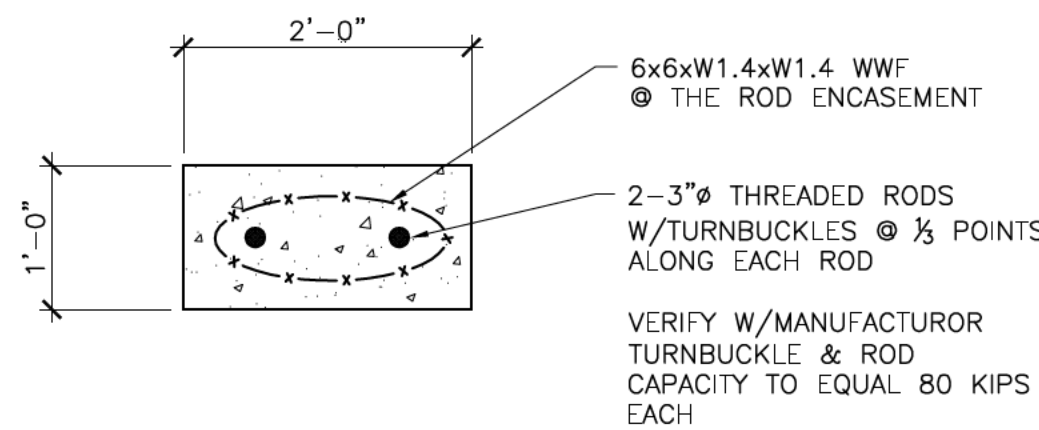 2'-0"
6x6xW1.4xW1.4 WWF
@ THE ROD ENCASEMENT
1'-0"
2-3"ø THREADED RODS
W/TURNBUCKLES @ ⅓ POINTS
ALONG EACH ROD
VERIFY W/MANUFACTUROR
TURNBUCKLE & ROD
CAPACITY TO EQUAL 80 KIPS
EACH